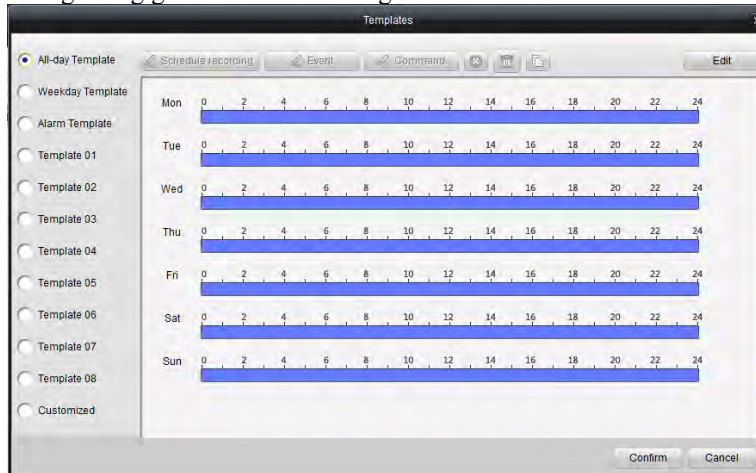 Templates
All-day Template
Schedule recording
Event
Command
Edit
Weekday Template
Alarm Template
Template 01
Template 02
Template 03
Template 04
Template 05
Template 06
Template 07
Template 08
Customized
Mon 0 2 4 6 8 10 12 14 16 18 20 22 24
Tue 0 2 4 6 8 10 12 14 16 18 20 22 24
Wed 0 2 4 6 8 10 12 14 16 18 20 22 24
Thu 0 2 4 6 8 10 12 14 16 18 20 22 24
Fri 0 2 4 6 8 10 12 14 16 18 20 22 24
Sat 0 2 4 6 8 10 12 14 16 18 20 22 24
Sun 0 2 4 6 8 10 12 14 16 18 20 22 24
Confirm
Cancel